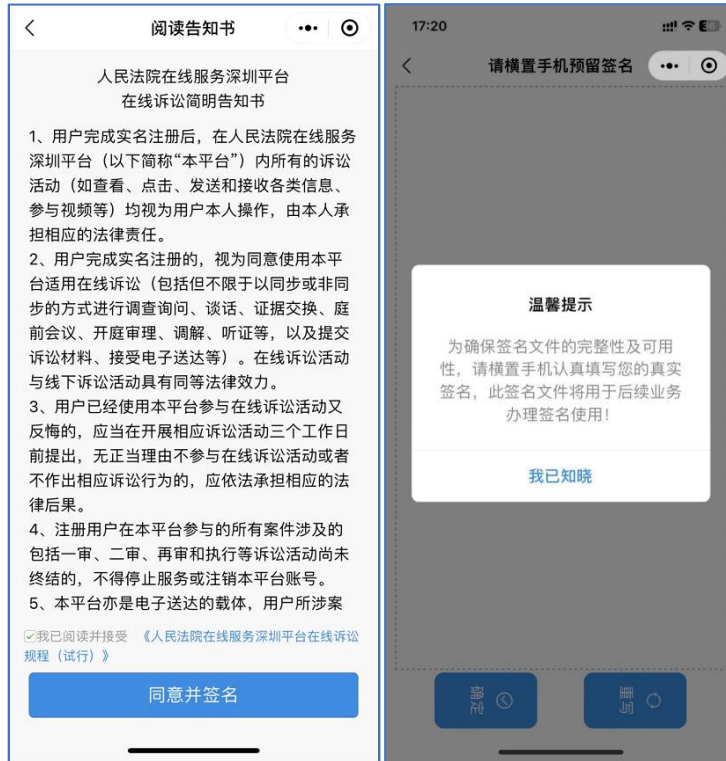 阅读告知书
人民法院在线服务深圳平台
在线诉讼简明告知书
1、用户完成实名注册后，在人民法院在线服务
深圳平台（以下简称“本平台”）内所有的诉讼
活动（如查看、点击、发送和接收各类信息、
参与视频等）均视为用户本人操作，由本人承
担相应的法律责任。
2、用户完成实名注册的，视为同意使用本平
台适用在线诉讼（包括但不限于以同步或非同
步的方式进行调查询问、谈话、证据交换、庭
前会议、开庭审理、调解、听证等，以及提交
诉讼材料、接受电子送达等）。在线诉讼活动
与线下诉讼活动具有同等法律效力。
3、用户已经使用本平台参与在线诉讼活动又
反悔的，应当在开展相应诉讼活动三个工作日
前提出，无正当理由不参与在线诉讼活动或者
不作出相应诉讼行为的，应依法承担相应的法
律后果。
4、注册用户在本平台参与的所有案件涉及的
包括一审、二审、再审和执行等诉讼活动尚未
终结的，不得停止服务或注销本平台账号。
5、本平台亦是电子送达的载体，用户所涉案
我已阅读并接受 《人民法院在线服务深圳平台在线诉讼
规程（试行）》
同意并签名
17:20
请横置手机预留签名
温馨提示
为确保签名文件的完整性及可用
性，请横置手机认真填写您的真实
签名，此签名文件将用于后续业务
办理签名使用！
我已知晓
确定
重写